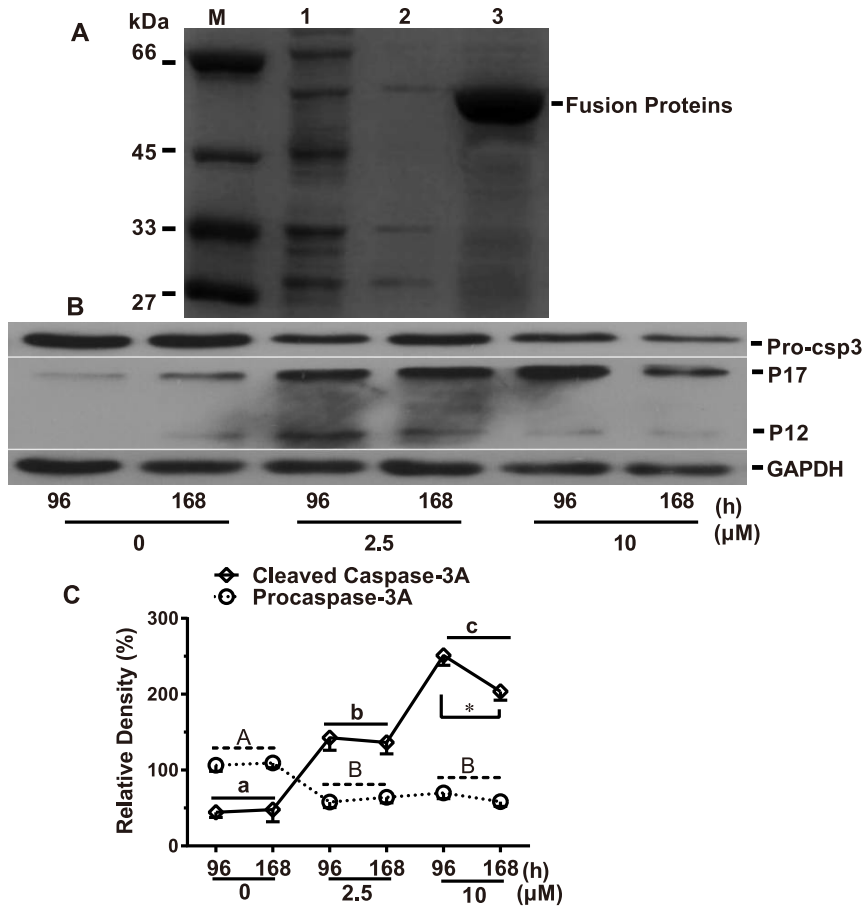 A
kDa M 1 2 3
66
45
33
27
Fusion Proteins
B
Pro-csp3
P17
P12
GAPDH
96 168 96 168 96 168 (h)
0 2.5 10 (µM)
C
Cleaved Caspase-3A
Procaspase-3A
Relative Density (%)
300
200
100
0
A
a
b
B
c
*
B
96 168 96 168 96 168 (h)
0 2.5 10 (µM)